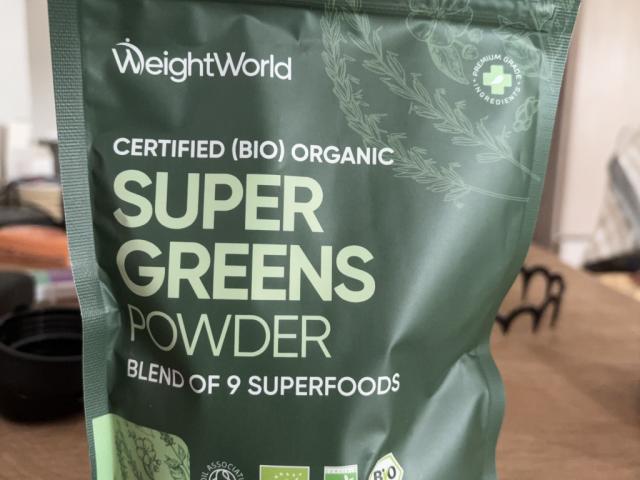 WeightWorld
PREMIUM GRADE
INGREDIENTS
CERTIFIED (BIO) ORGANIC
SUPER
GREENS
POWDER
BLEND OF 9 SUPERFOODS
BIO